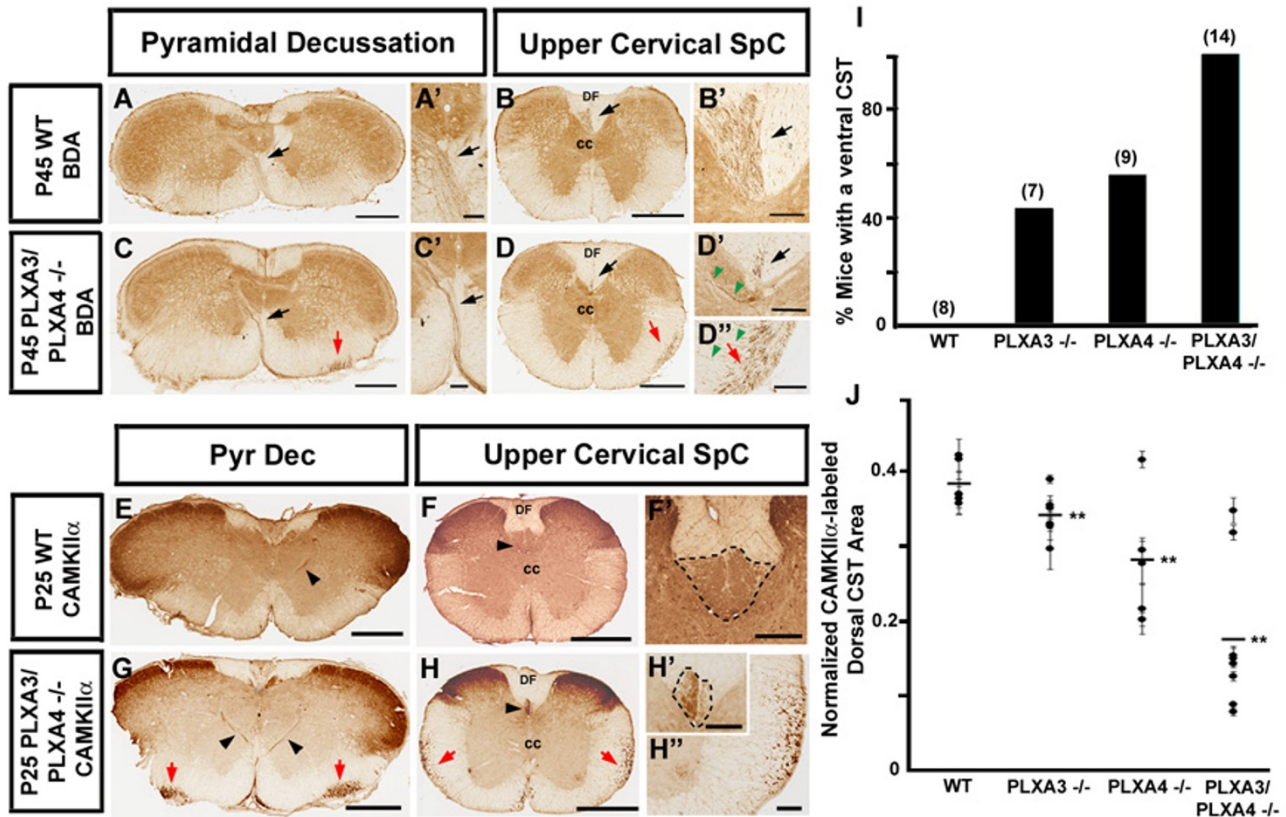 Pyramidal Decussation
Upper Cervical SpC
P45 WT
BDA
A
A'
B
DF
cc
B'
P45 PLXA3/
PLXA4 -/-
BDA
C
C'
D
DF
cc
D'
D''
Pyr Dec
Upper Cervical SpC
P25 WT
CAMKIIα
E
F
DF
cc
F'
P25 PLXA3/
PLXA4 -/-
CAMKIIα
G
H
DF
cc
H'
H''
I
% Mice with a ventral CST
80
40
0
(8)
(7)
(9)
(14)
WT
PLXA3 -/-
PLXA4 -/-
PLXA3/
PLXA4 -/-
J
Normalized CAMKIIα-labeled
Dorsal CST Area
0.4
0.2
0
**
**
**
WT
PLXA3 -/-
PLXA4 -/-
PLXA3/
PLXA4 -/-